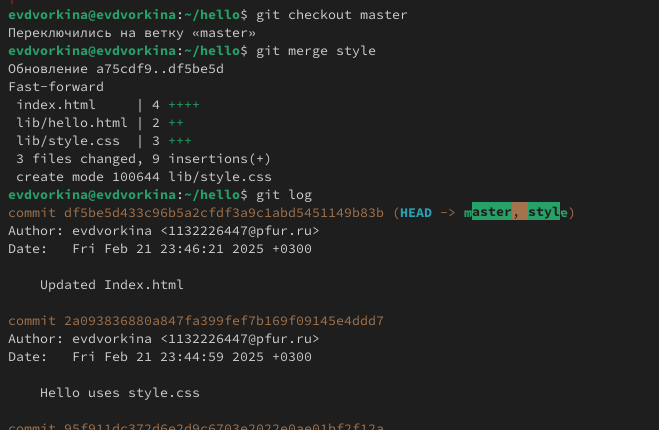 evdvorkina@evdvorkina:~/hello$ git checkout master
Переключились на ветку «master»
evdvorkina@evdvorkina:~/hello$ git merge style
Обновление a75cdf9..df5be5d
Fast-forward
 index.html     | 4 ++++
 lib/hello.html | 2 ++
 lib/style.css  | 3 +++
 3 files changed, 9 insertions(+)
 create mode 100644 lib/style.css
evdvorkina@evdvorkina:~/hello$ git log
commit df5be5d433c96b5a2cfdf3a9c1abd5451149b83b (HEAD -> master, style)
Author: evdvorkina <1132226447@pfur.ru>
Date:   Fri Feb 21 23:46:21 2025 +0300
    Updated Index.html
commit 2a093836880a847fa399fef7b169f09145e4ddd7
Author: evdvorkina <1132226447@pfur.ru>
Date:   Fri Feb 21 23:44:59 2025 +0300
    Hello uses style.css
commit 95f911dc372d6e2d9c6703e2022e0ae01bf2f12a